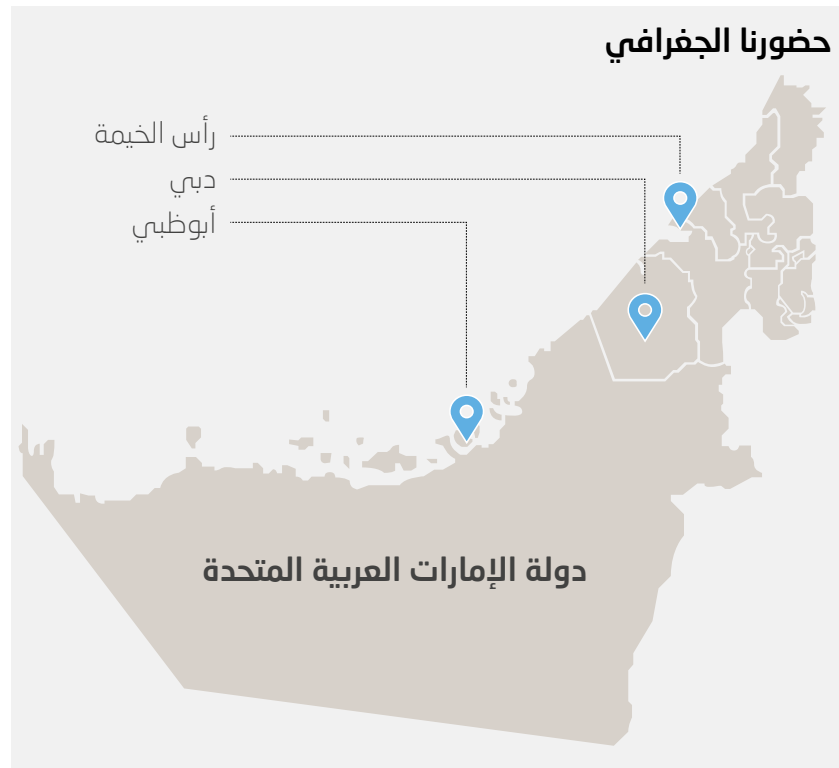 حضورنا الجغرافي
رأس الخيمة
دبي
أبوظبي
دولة الإمارات العربية المتحدة